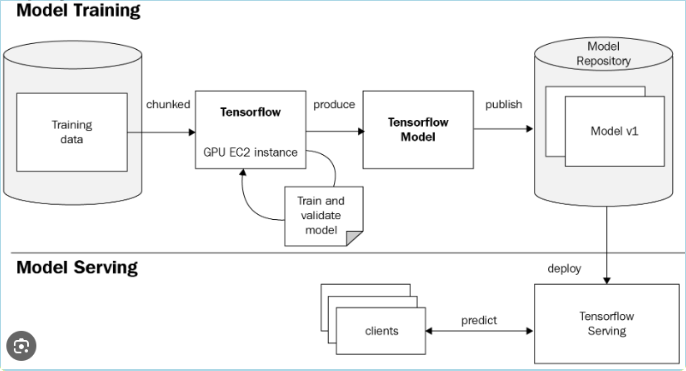 Model Training
Training
data
chunked
Tensorflow
GPU EC2 instance
Train and
validate
model
produce
Tensorflow
Model
publish
Model
Repository
Model v1
Model Serving
deploy
clients
predict
Tensorflow
Serving